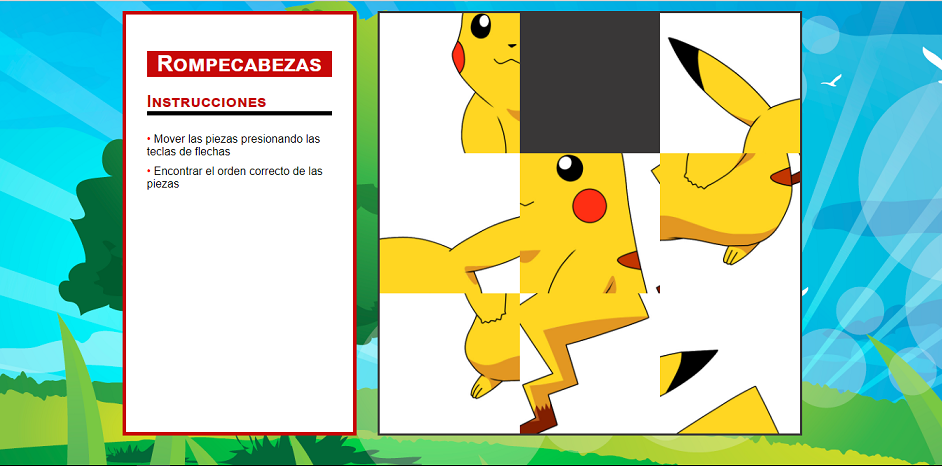 Rompecabezas
Instrucciones
• Mover las piezas presionando las
teclas de flechas
• Encontrar el orden correcto de las
piezas